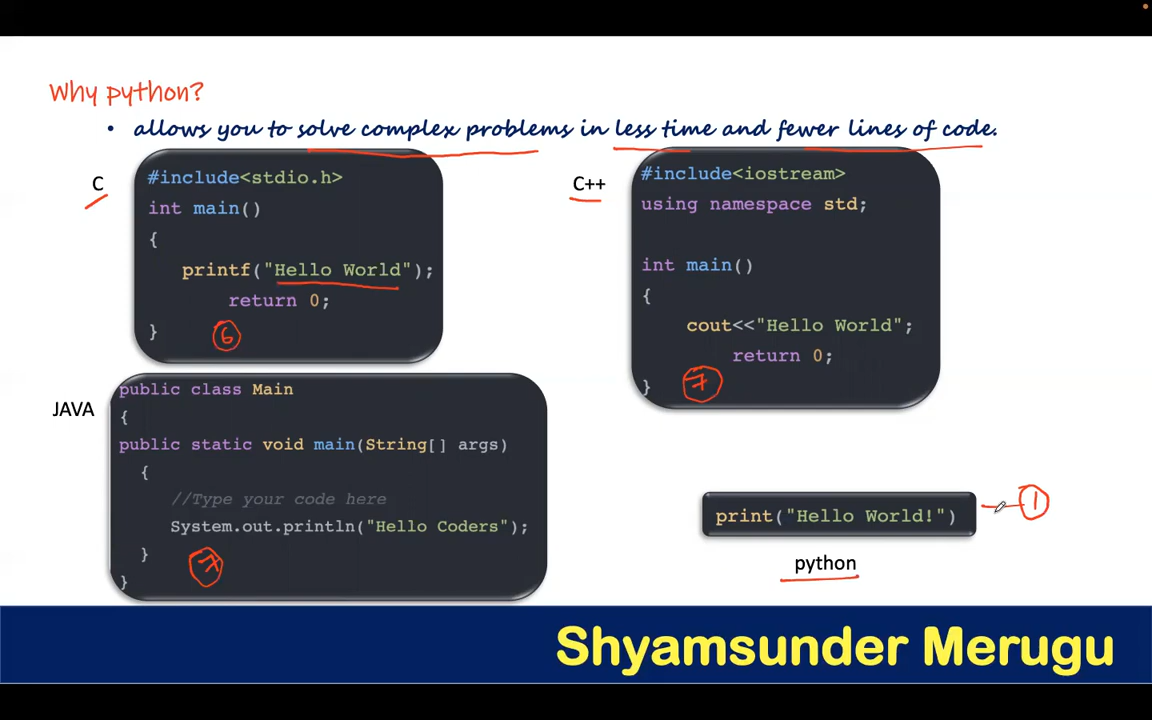 Why python?
• allows you to solve complex problems in less time and fewer lines of code.
C
#include<stdio.h>
int main()
{
printf("Hello World");
return 0;
}
6
C++
#include<iostream>
using namespace std;
int main()
{
cout<<"Hello World";
return 0;
}
7
JAVA
public class Main
{
public static void main(String[] args)
{
//Type your code here
System.out.println("Hello Coders");
}
}
7
print("Hello World!")
1
python
Shyamsunder Merugu